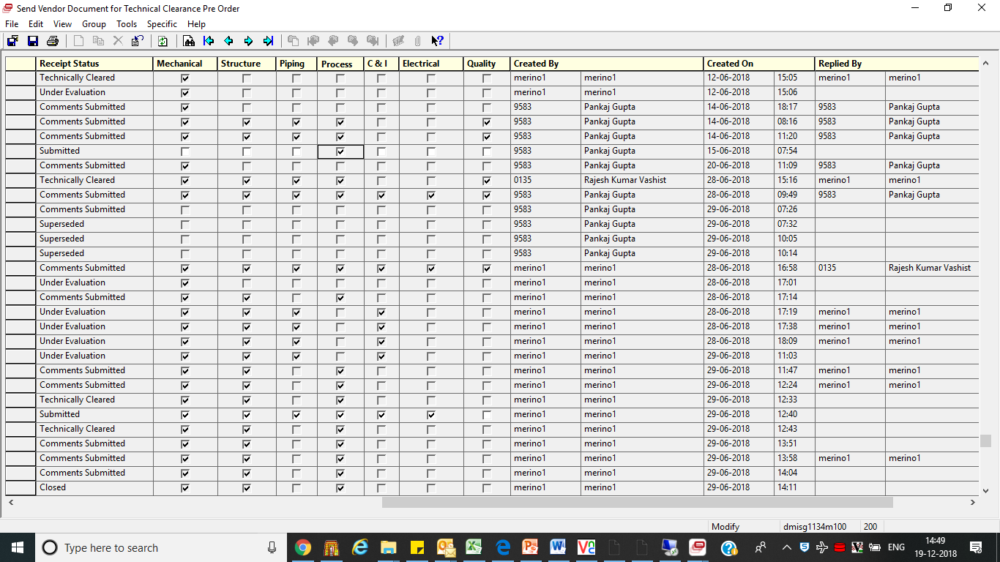 Send Vendor Document for Technical Clearance Pre Order
File Edit View Group Tools Specific Help
Receipt Status Mechanical Structure Piping Process C & I Electrical Quality Created By Created On Replied By
Technically Cleared merino1 merino1 12-06-2018 15:05 merino1 merino1
Under Evaluation merino1 merino1 12-06-2018 15:06
Comments Submitted 9583 Pankaj Gupta 14-06-2018 18:17 9583 Pankaj Gupta
Comments Submitted 9583 Pankaj Gupta 14-06-2018 08:16 9583 Pankaj Gupta
Comments Submitted 9583 Pankaj Gupta 14-06-2018 11:20 9583 Pankaj Gupta
Submitted 9583 Pankaj Gupta 15-06-2018 07:54
Comments Submitted 9583 Pankaj Gupta 20-06-2018 11:09 9583 Pankaj Gupta
Technically Cleared 0135 Rajesh Kumar Vashist 28-06-2018 15:16 merino1 merino1
Comments Submitted 9583 Pankaj Gupta 28-06-2018 09:49 9583 Pankaj Gupta
Comments Submitted 9583 Pankaj Gupta 29-06-2018 07:26
Superseded 9583 Pankaj Gupta 29-06-2018 07:32
Superseded 9583 Pankaj Gupta 29-06-2018 10:05
Superseded 9583 Pankaj Gupta 29-06-2018 10:14
Comments Submitted merino1 merino1 28-06-2018 16:58 0135 Rajesh Kumar Vashist
Under Evaluation merino1 merino1 28-06-2018 17:01
Comments Submitted merino1 merino1 28-06-2018 17:14
Under Evaluation merino1 merino1 28-06-2018 17:19 merino1 merino1
Under Evaluation merino1 merino1 28-06-2018 17:38 merino1 merino1
Under Evaluation merino1 merino1 28-06-2018 18:09 merino1 merino1
Under Evaluation merino1 merino1 29-06-2018 11:03
Comments Submitted merino1 merino1 29-06-2018 11:47 merino1 merino1
Comments Submitted merino1 merino1 29-06-2018 12:24 merino1 merino1
Technically Cleared merino1 merino1 29-06-2018 12:33
Submitted merino1 merino1 29-06-2018 12:40
Technically Cleared merino1 merino1 29-06-2018 12:43
Comments Submitted merino1 merino1 29-06-2018 13:51
Comments Submitted merino1 merino1 29-06-2018 13:58 merino1 merino1
Comments Submitted merino1 merino1 29-06-2018 14:04
Closed merino1 merino1 29-06-2018 14:11
Modify dmisg1134m100 200
Type here to search ENG 14:49
19-12-2018